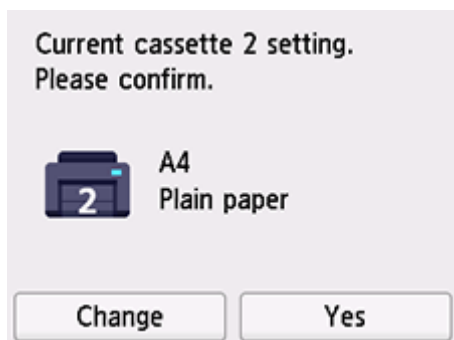 Current cassette 2 setting.
Please confirm.
2
A4
Plain paper
Change
Yes